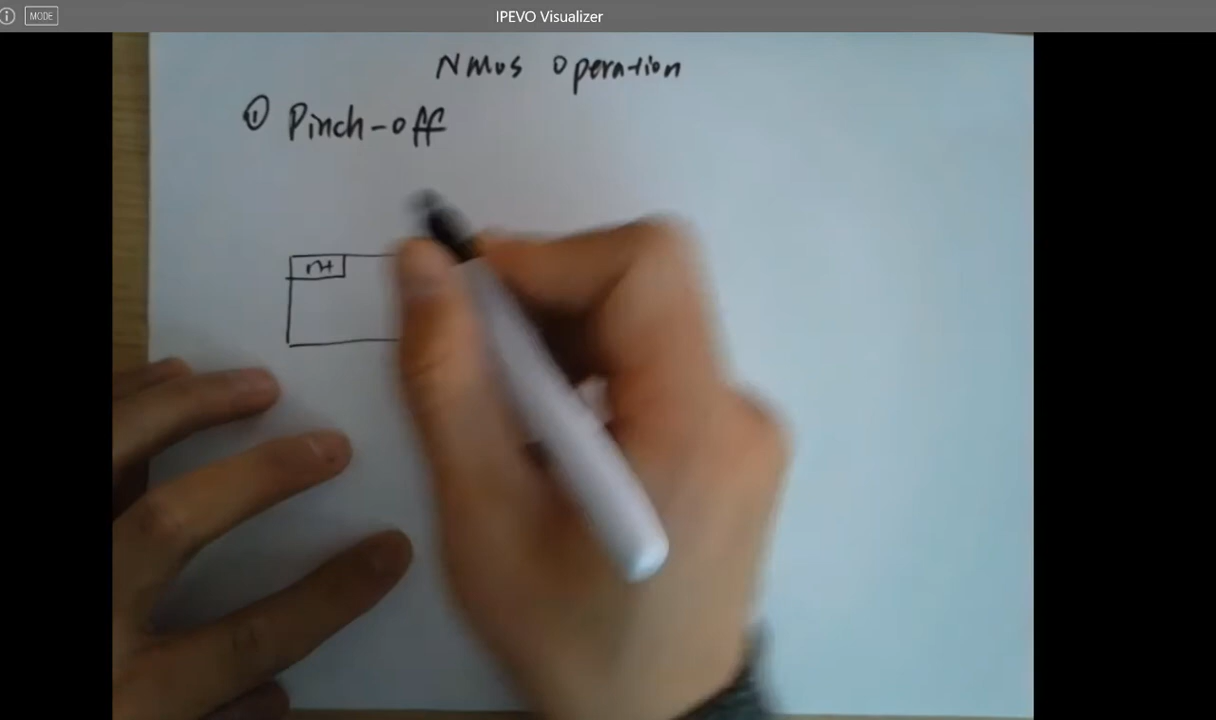 MODE
IPEVO Visualizer
NMOS Operation
① Pinch-off
n+